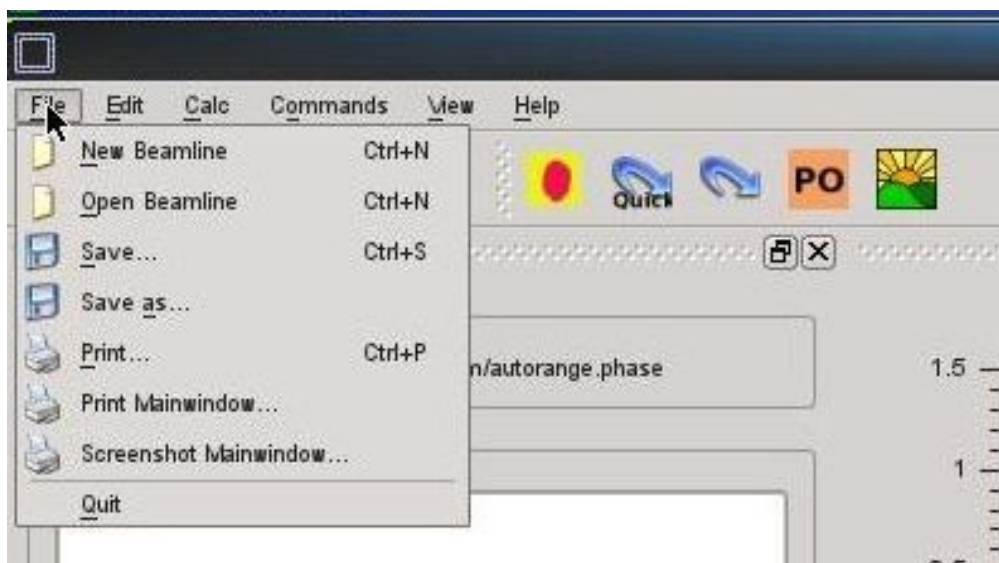 File Edit Calc Commands View Help
New Beamline Ctrl+N
Open Beamline Ctrl+N
Save... Ctrl+S
Save as...
Print... Ctrl+P
Print Mainwindow...
Screenshot Mainwindow...
Quit
Quick
PO
n/autorange.phase
1.5
1